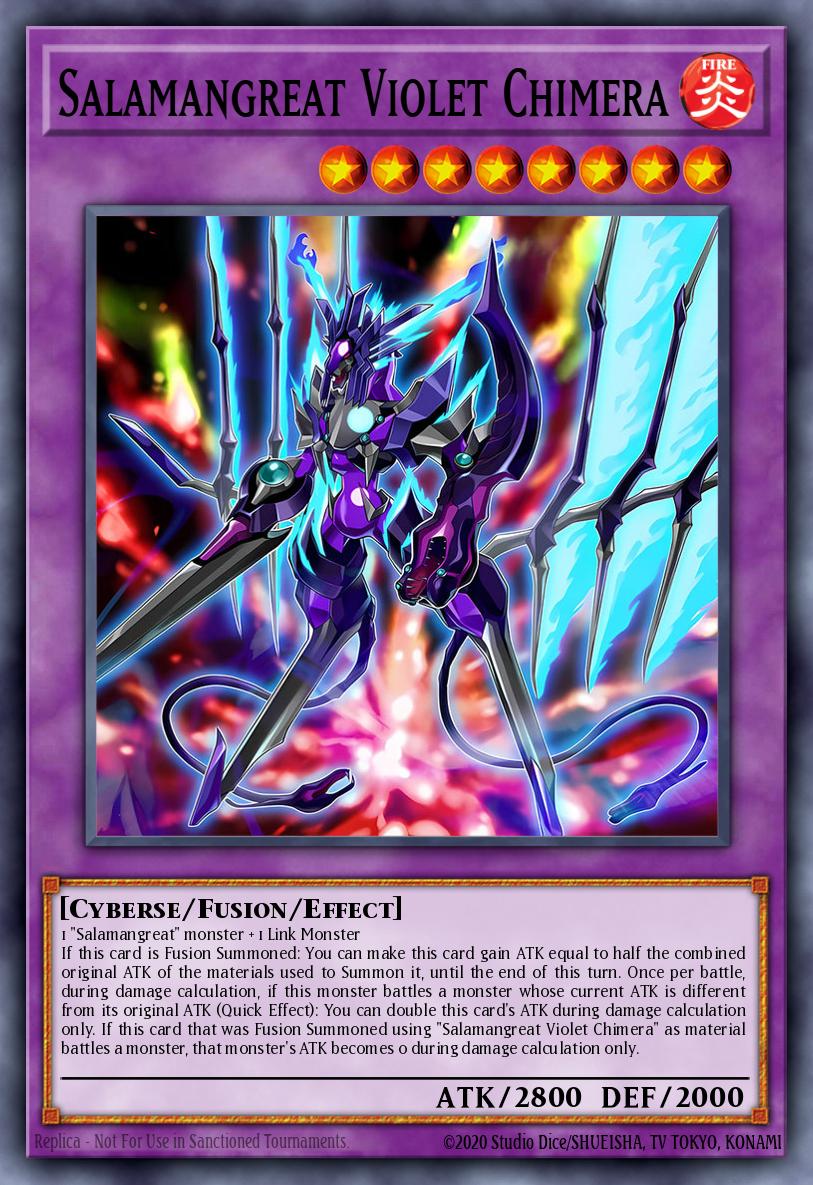 Salamangreat Violet Chimera
FIRE
炎
[Cyberse/Fusion/Effect]
1 "Salamangreat" monster + 1 Link Monster
If this card is Fusion Summoned: You can make this card gain ATK equal to half the combined
original ATK of the materials used to Summon it, until the end of this turn. Once per battle,
during damage calculation, if this monster battles a monster whose current ATK is different
from its original ATK (Quick Effect): You can double this card's ATK during damage calculation
only. If this card that was Fusion Summoned using "Salamangreat Violet Chimera" as material
battles a monster, that monster's ATK becomes 0 during damage calculation only.
ATK/2800 DEF/2000
Replica - Not For Use in Sanctioned Tournaments.
©2020 Studio Dice/SHUEISHA, TV TOKYO, KONAMI